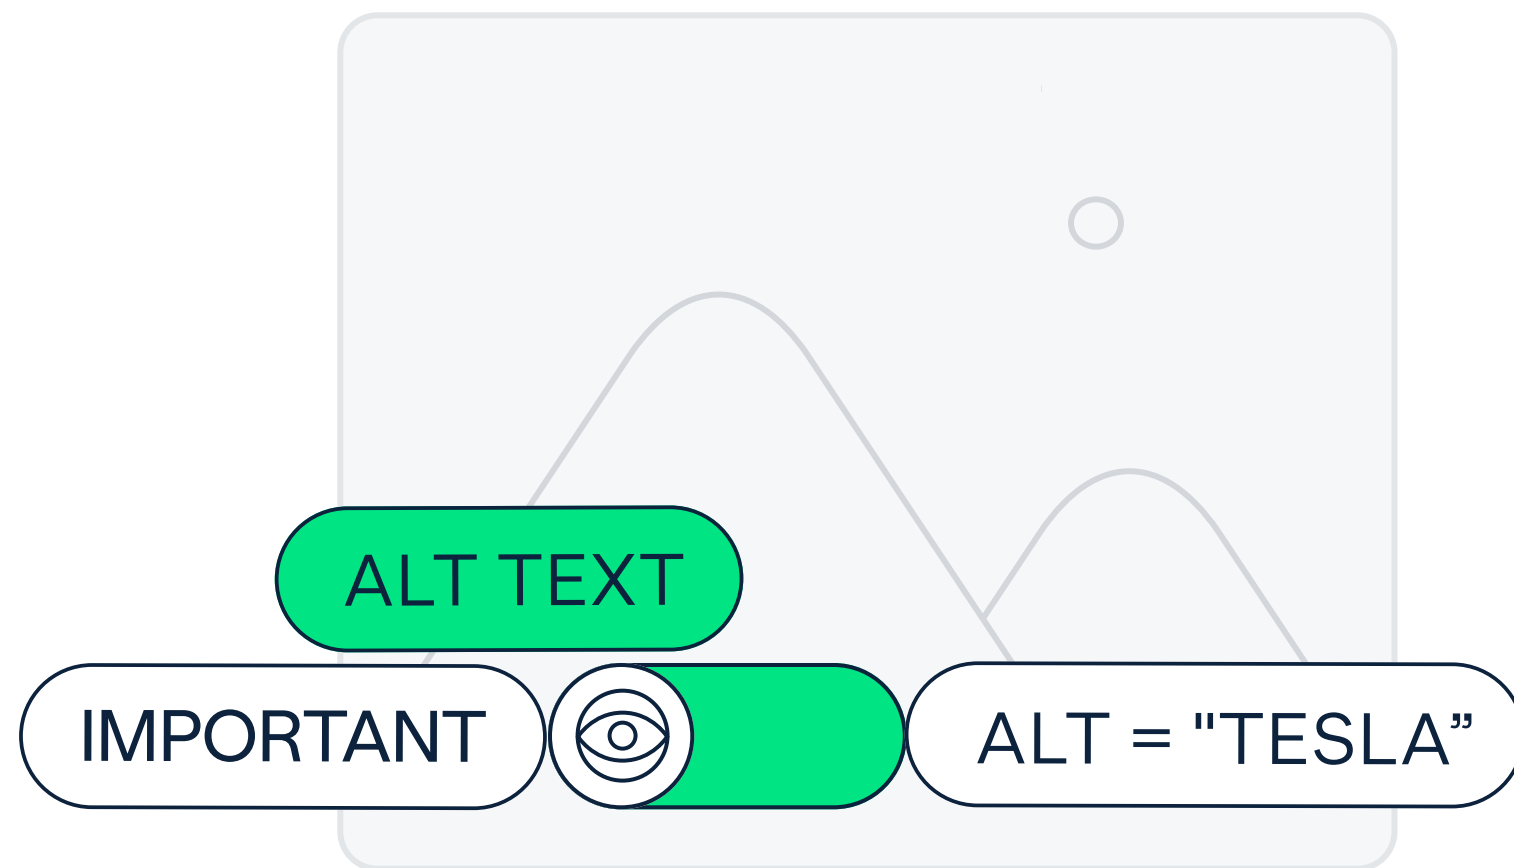 ALT TEXT
IMPORTANT
ALT = "TESLA”